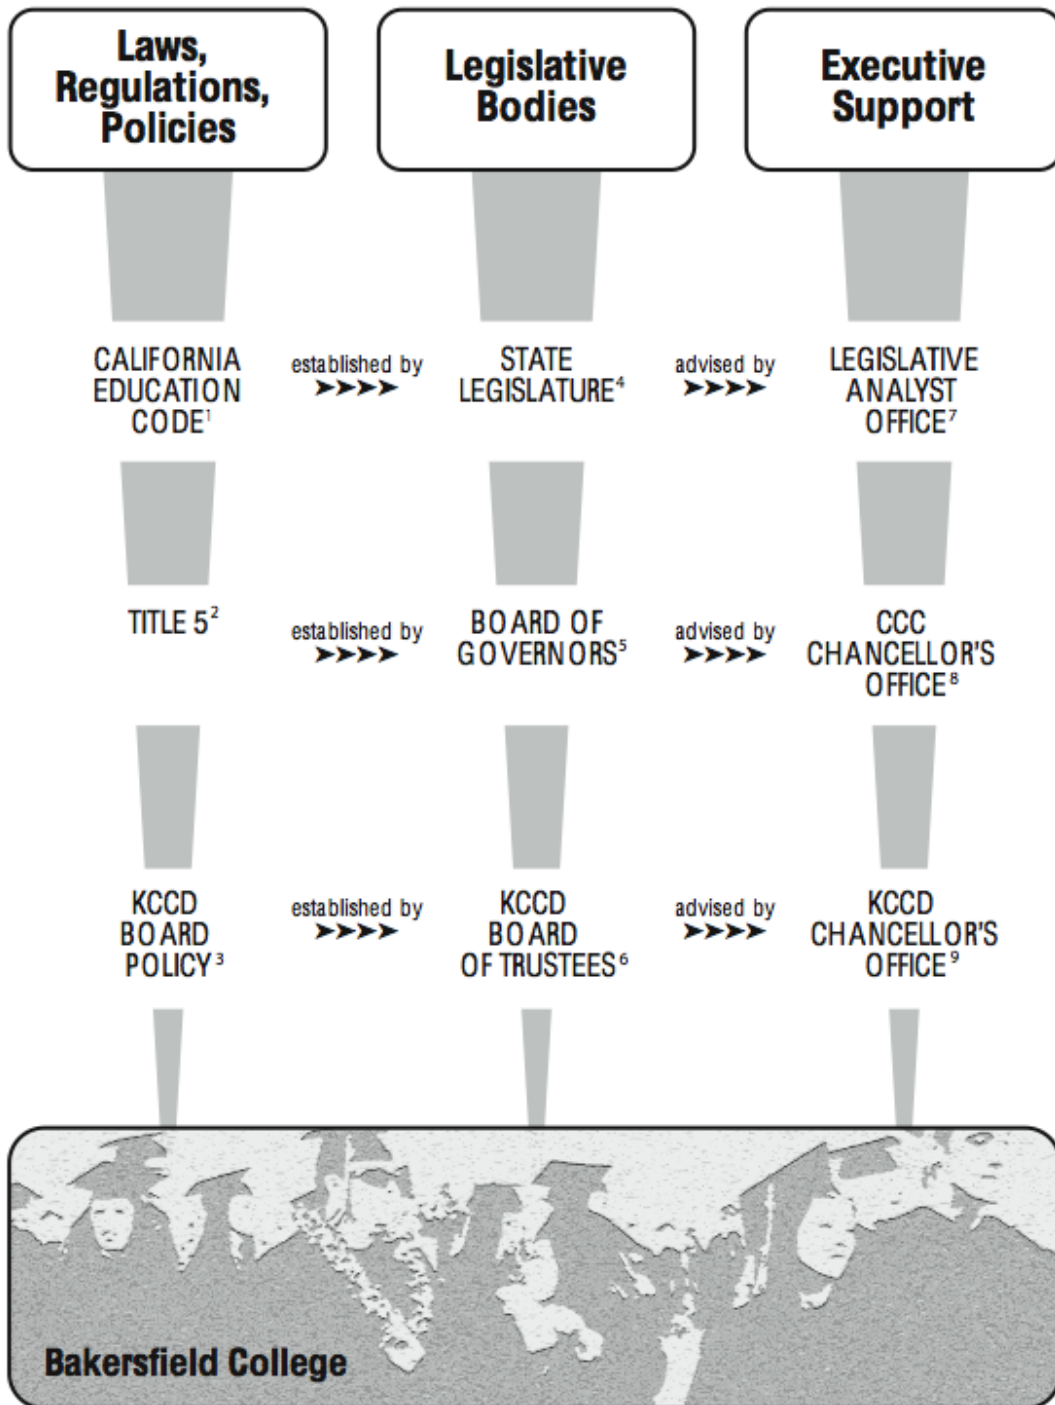 Laws,
Regulations,
Policies
Legislative
Bodies
Executive
Support
CALIFORNIA
EDUCATION
CODE¹
established by
➤➤➤➤
STATE
LEGISLATURE⁴
advised by
➤➤➤➤
LEGISLATIVE
ANALYST
OFFICE⁷
TITLE 5²
established by
➤➤➤➤
BOARD OF
GOVERNORS⁵
advised by
➤➤➤➤
CCC
CHANCELLOR'S
OFFICE⁸
KCCD
BOARD
POLICY³
established by
➤➤➤➤
KCCD
BOARD
OF TRUSTEES⁶
advised by
➤➤➤➤
KCCD
CHANCELLOR'S
OFFICE⁹
Bakersfield College